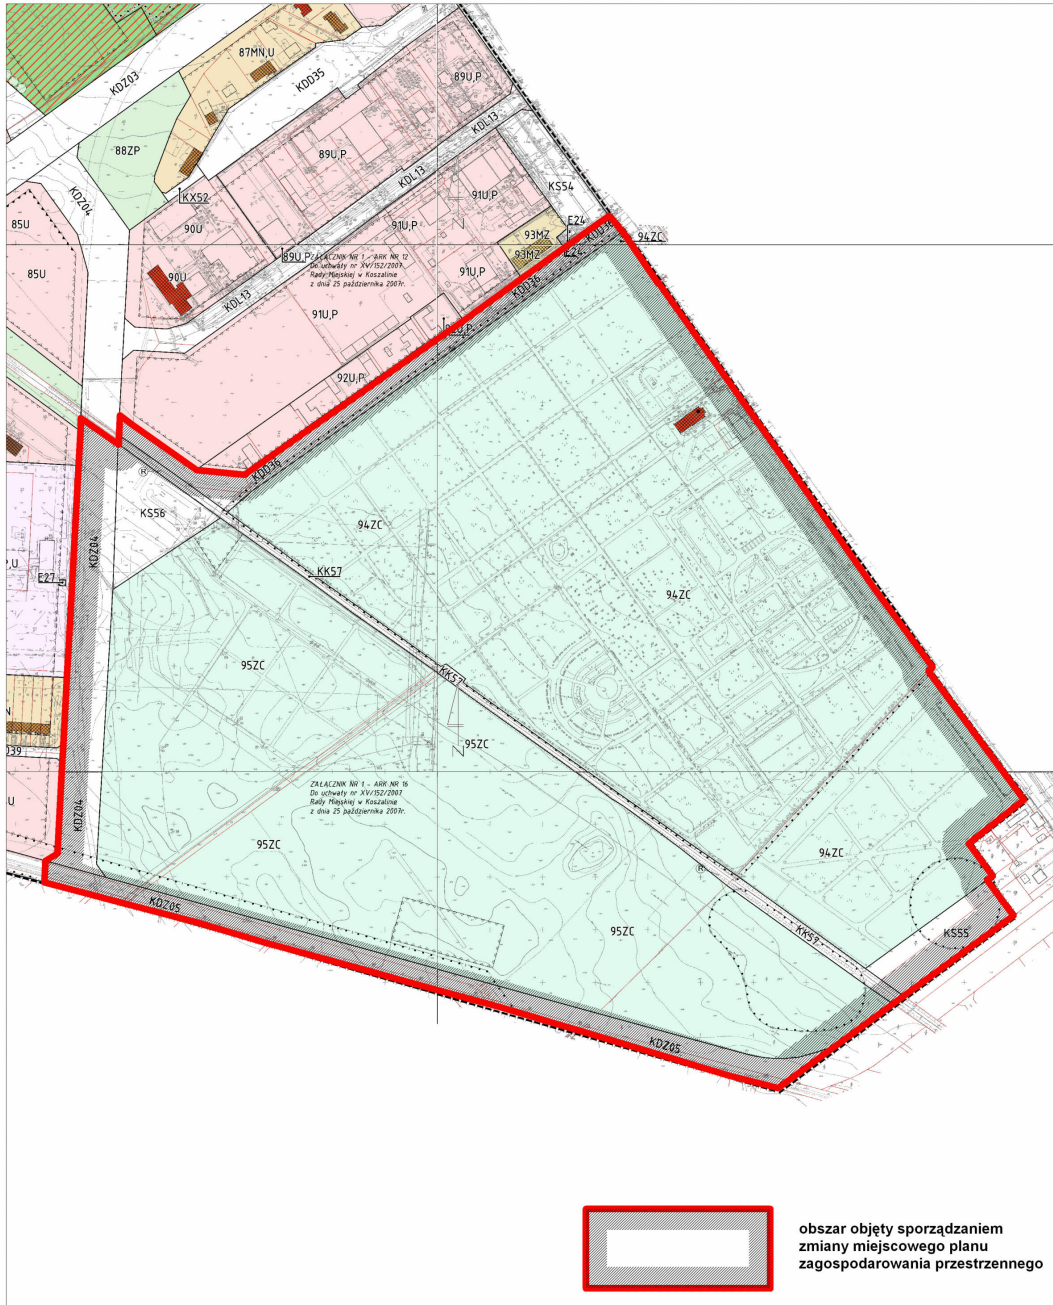 87MN,U
KDZ03
KDD35
89U,P
88ZP
89U,P
KDL13
KDL13
KX52
KDZ04
91U,P
KS54
85U
90U
91U,P
E24
KDD36
93MZ
94ZC
85U
90U
89U,P
93MZ
E24
ZAŁĄCZNIK NR 1 - ARK NR 12
Do uchwały nr XV/152/2007
Rady Miejskiej w Koszalinie
z dnia 25 października 2007r.
91U,P
KDL13
KDD36
91U,P
92U,P
KDD36
KS56
94ZC
KDZ04
KK57
E27
94ZC
95ZC
KK57
95ZC
ZAŁĄCZNIK NR 1 - ARK NR 16
Do uchwały nr XV/152/2007
Rady Miejskiej w Koszalinie
z dnia 25 października 2007r.
KDZ04
95ZC
94ZC
R
KDZ05
95ZC
KK57
KS55
KDZ05
obszar objęty sporządzaniem
zmiany miejscowego planu
zagospodarowania przestrzennego